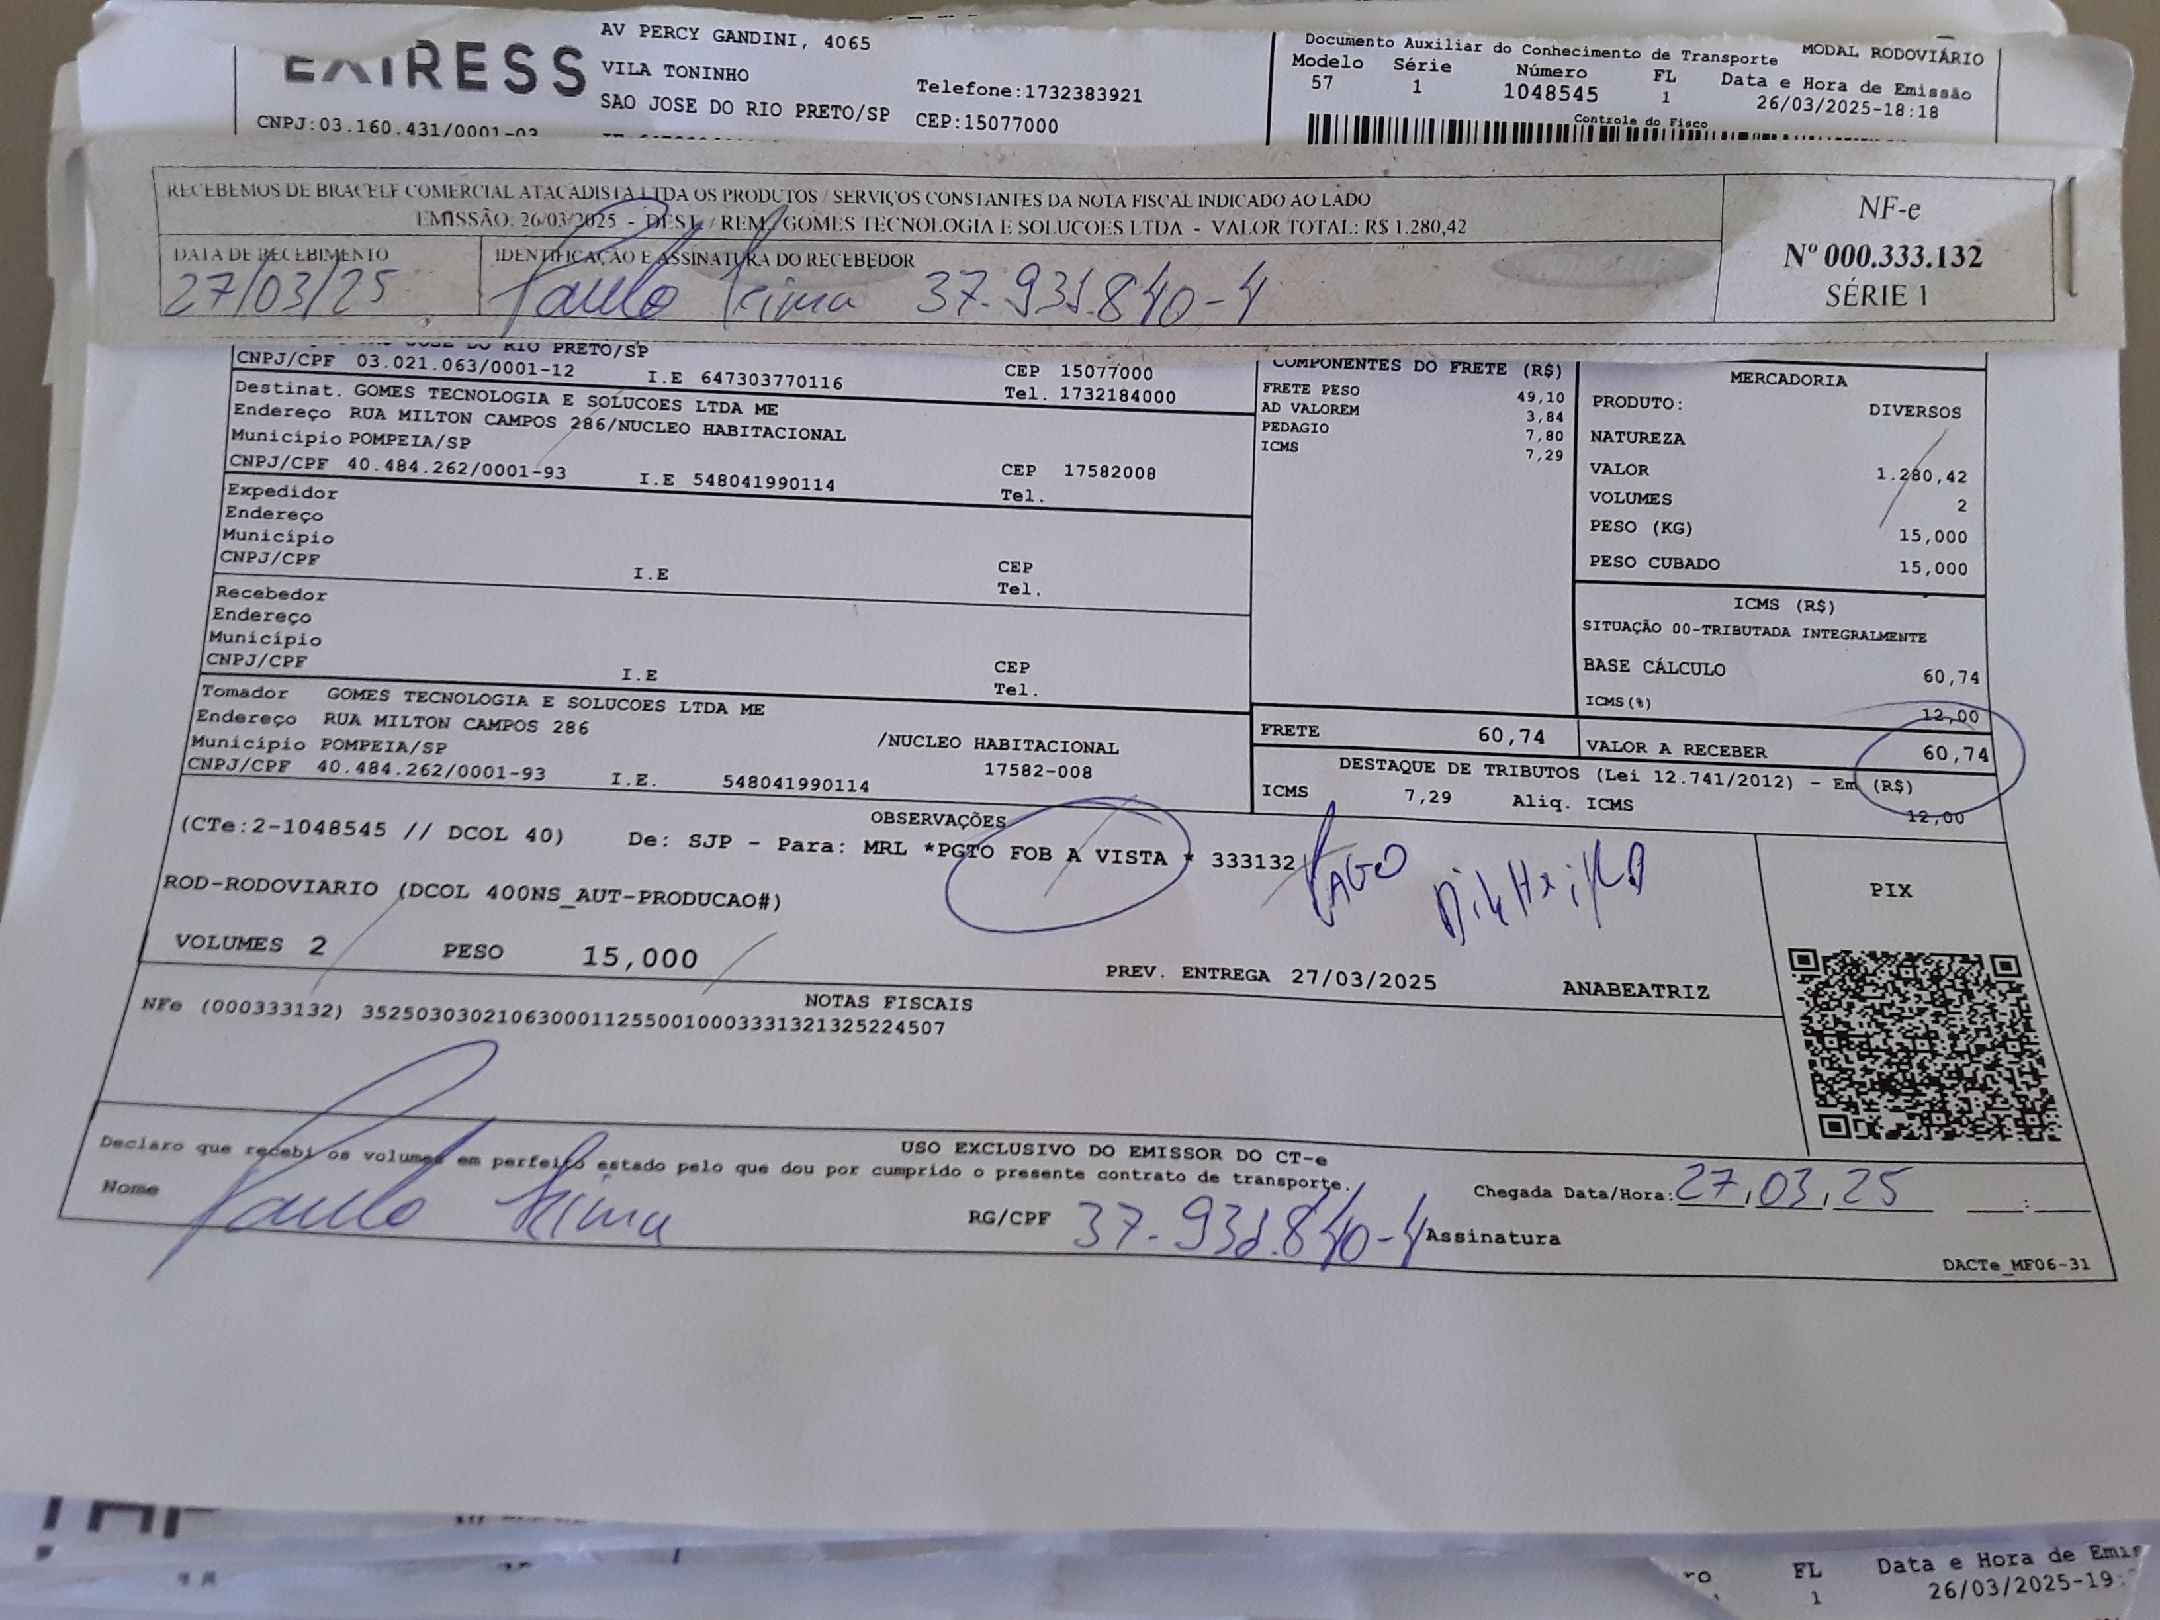 EXPRESS
AV PERCY GANDINI, 4065
VILA TONINHO
SAO JOSE DO RIO PRETO/SP
Telefone:1732383921
CEP:15077000
CNPJ:03.160.431/0001-03
Documento Auxiliar do Conhecimento de Transporte MODAL RODOVIÁRIO
Modelo Série Número FL Data e Hora de Emissão
57 1 1048545 1 26/03/2025-18:18
Controle do Fisco
RECEBEMOS DE BRACELF COMERCIAL ATACADISTA LTDA OS PRODUTOS / SERVIÇOS CONSTANTES DA NOTA FISCAL INDICADO AO LADO
EMISSÃO: 26/03/2025 - DEST. / REM.: GOMES TECNOLOGIA E SOLUCOES LTDA - VALOR TOTAL: R$ 1.280,42
DATA DE RECEBIMENTO
27/03/25
IDENTIFICAÇÃO E ASSINATURA DO RECEBEDOR
Paulo Lima 37.931.840-4
NF-e
Nº 000.333.132
SÉRIE 1
JOSE DO RIO PRETO/SP
CNPJ/CPF 03.021.063/0001-12 I.E 647303770116 CEP 15077000
Tel. 1732184000
Destinat. GOMES TECNOLOGIA E SOLUCOES LTDA ME
Endereço RUA MILTON CAMPOS 286/NUCLEO HABITACIONAL
Município POMPEIA/SP
CNPJ/CPF 40.484.262/0001-93 I.E 548041990114 CEP 17582008
Tel.
Expedidor
Endereço
Município
CNPJ/CPF I.E CEP
Tel.
Recebedor
Endereço
Município
CNPJ/CPF I.E CEP
Tel.
Tomador GOMES TECNOLOGIA E SOLUCOES LTDA ME
Endereço RUA MILTON CAMPOS 286 /NUCLEO HABITACIONAL
Município POMPEIA/SP 17582-008
CNPJ/CPF 40.484.262/0001-93 I.E. 548041990114
COMPONENTES DO FRETE (R$)
FRETE PESO 49,10
AD VALOREM 3,84
PEDAGIO 7,80
ICMS 7,29
MERCADORIA
PRODUTO: DIVERSOS
NATUREZA
VALOR 1.280,42
VOLUMES 2
PESO (KG) 15,000
PESO CUBADO 15,000
ICMS (R$)
SITUAÇÃO 00-TRIBUTADA INTEGRALMENTE
BASE CÁLCULO 60,74
ICMS(%) 12,00
FRETE 60,74
VALOR A RECEBER 60,74
DESTAQUE DE TRIBUTOS (Lei 12.741/2012) - Em (R$)
ICMS 7,29 Aliq. ICMS 12,00
OBSERVAÇÕES
(CTe:2-1048545 // DCOL 40) De: SJP - Para: MRL *PGTO FOB A VISTA * 333132
PAGO DiNHEiRO
ROD-RODOVIARIO (DCOL 400NS_AUT-PRODUCAO#)
VOLUMES 2 PESO 15,000
PREV. ENTREGA 27/03/2025 ANABEATRIZ
PIX
NOTAS FISCAIS
NFe (000333132) 35250303021063000112550010003331321325224507
USO EXCLUSIVO DO EMISSOR DO CT-e
Declaro que recebi os volumes em perfeito estado pelo que dou por cumprido o presente contrato de transporte.
Chegada Data/Hora: 27,03,25 :
Nome Paulo Lima RG/CPF 37.931.840-4 Assinatura
DACTe_MF06-31
FL Data e Hora de Emis
1 26/03/2025-19: